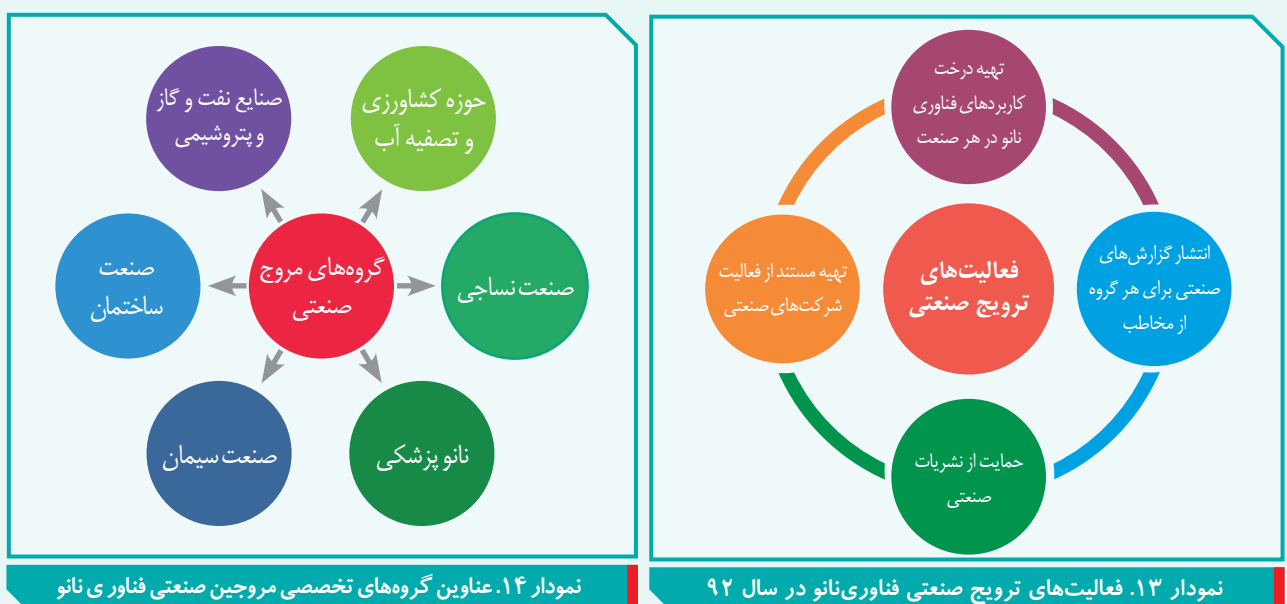 تهیه درخت
کاربردهای فناوری
نانو در هر صنعت
انتشار گزارش‌های
صنعتی برای هر گروه
از مخاطب
فعالیت‌های
ترویج صنعتی
تهیه مستند از فعالیت
شرکت‌های صنعتی
حمایت از نشریات
صنعتی
نمودار ۱۳. فعالیت‌های ترویج صنعتی فناوری‌نانو در سال ۹۲
حوزه کشاورزی
و تصفیه آب
صنایع نفت و گاز
و پتروشیمی
صنعت نساجی
گروه‌های مروج
صنعتی
صنعت
ساختمان
نانو پزشکی
صنعت سیمان
نمودار ۱۴. عناوین گروه‌های تخصصی مروجین صنعتی فناور ی نانو